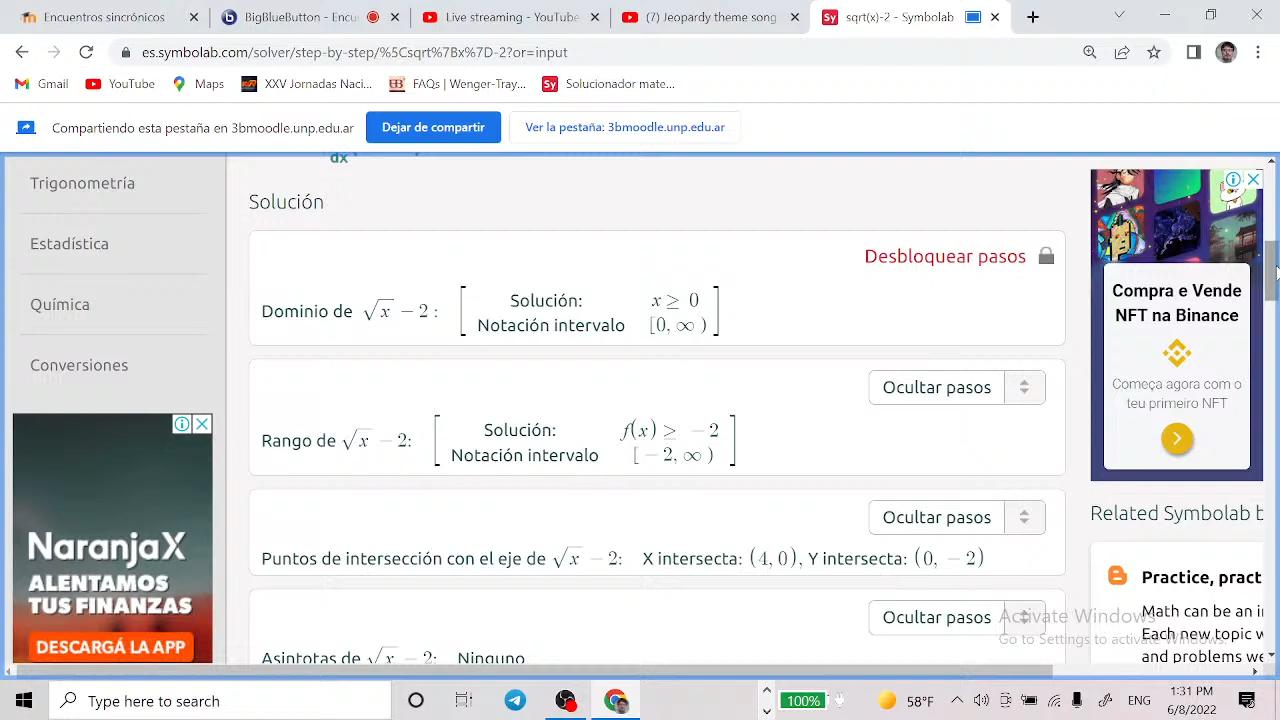 Encuentros
BigBlueButton - Encue
Live streaming - YouTube
(7) Jeopardy theme song
sqrt(x)-2 - Symbolab
es.symbolab.com/solver/step-by-step/%5Csqrt%7Bx%7D-2?or=input
Gmail
YouTube
Maps
XXV Jornadas Naci...
FAQs | Wenger-Tray...
Sy
Solucionador mate...
Compartiendo esta pestaña en 3bmoodle.unp.edu.ar
Dejar de compartir
Ver la pestaña: 3bmoodle.unp.edu.ar
dx
Trigonometría
Estadística
Química
Conversiones
NaranjaX
ALENTAMOS
TUS FINANZAS
DESCARGÁ LA APP
Solución
Desbloquear pasos
Dominio de √x − 2 : [ Solución: x ≥ 0
Notación intervalo [0, ∞ ) ]
Ocultar pasos
Rango de √x − 2: [ Solución: f(x) ≥ − 2
Notación intervalo [ − 2, ∞ ) ]
Ocultar pasos
Puntos de intersección con el eje de √x − 2: X intersecta: (4, 0), Y intersecta: (0, − 2)
Ocultar pasos
Asintotas de √x − 2: Ninguno
Compra e Vende
NFT na Binance
Começa agora com o
teu primeiro NFT
Related Symbolab b
Practice, pract
Math can be an i
Each new topic w
and problems we
Activate Windows
Go to Settings to activate Windows.
Type here to search
100%
58°F
ENG
1:31 PM
6/8/2022